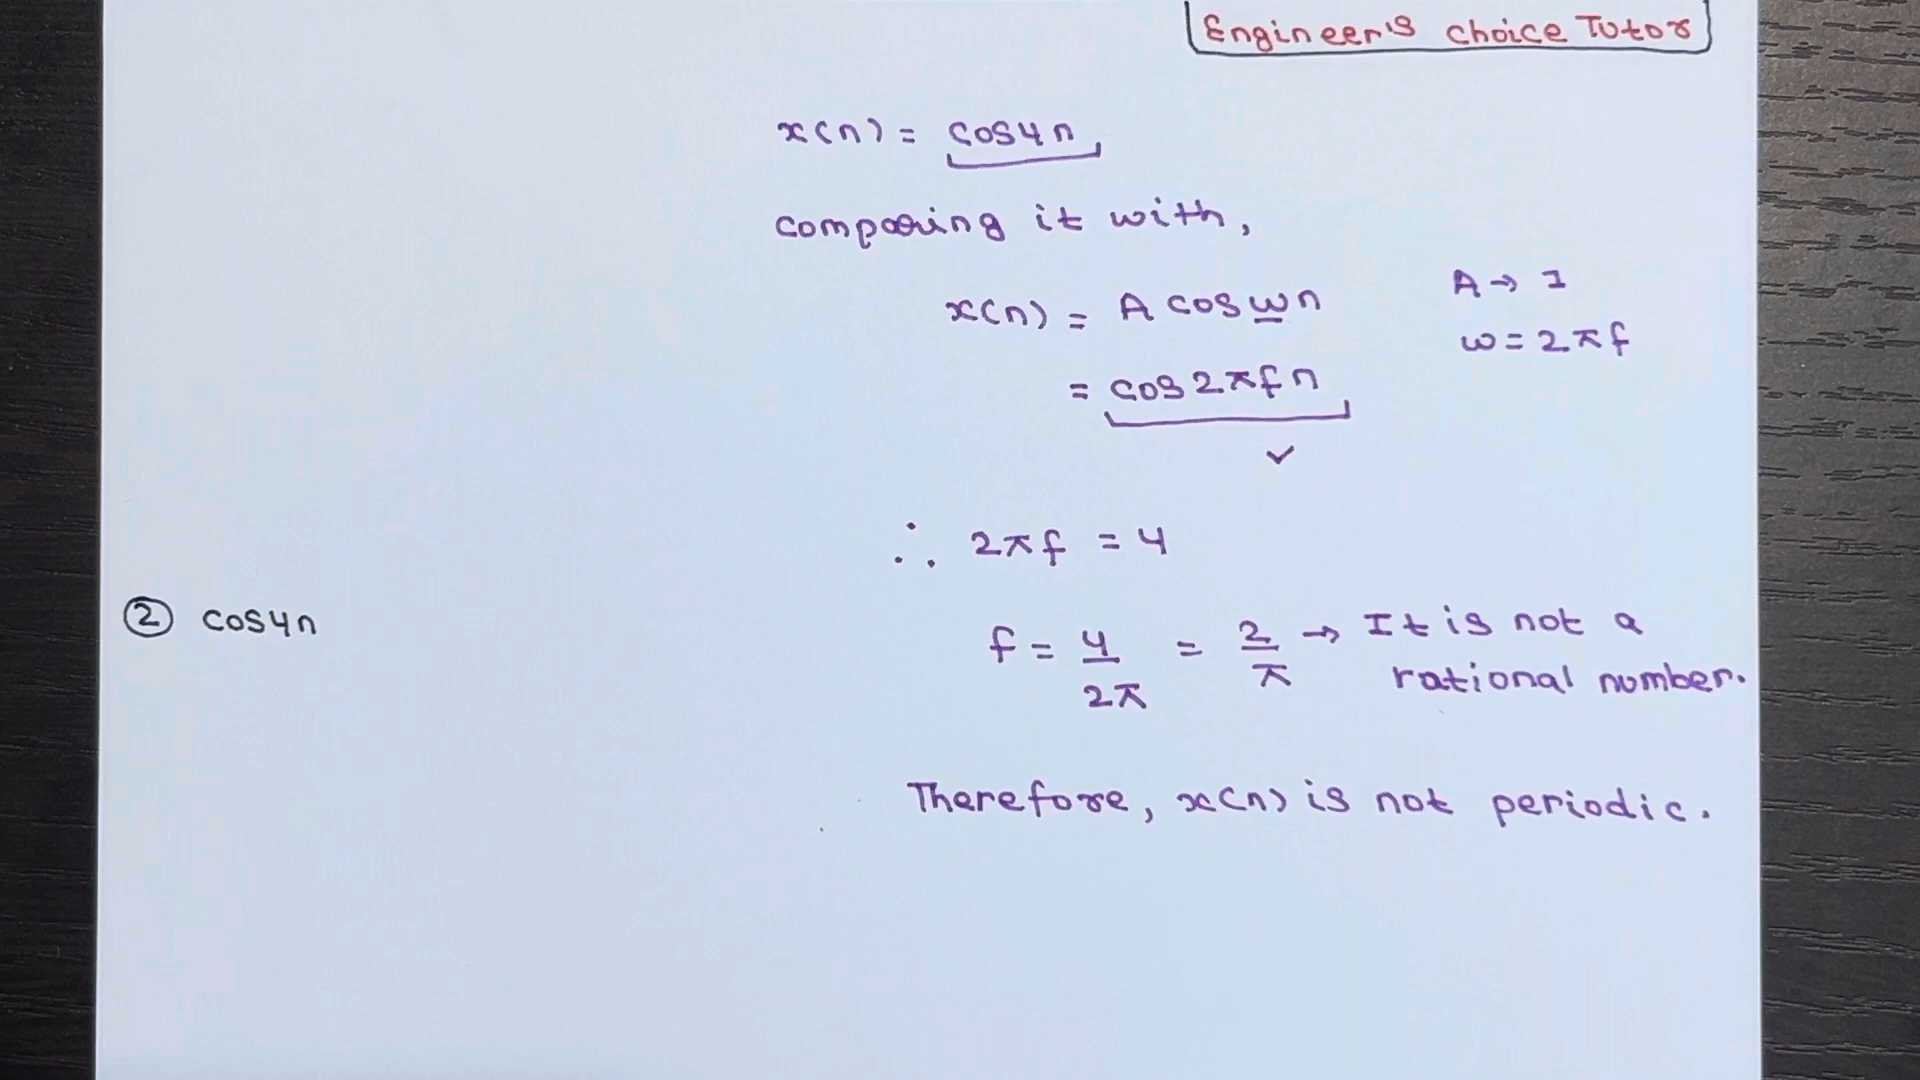 Engineer's choice Tutor
x(n) = cos4n,
comparing it with,
x(n) = A cos wn
A → 1
w = 2πf
= cos 2πfn
✓
∴ 2πf = 4
② cos4n
f = 4/2π = 2/π → It is not a
rational number.
Therefore, x(n) is not periodic.